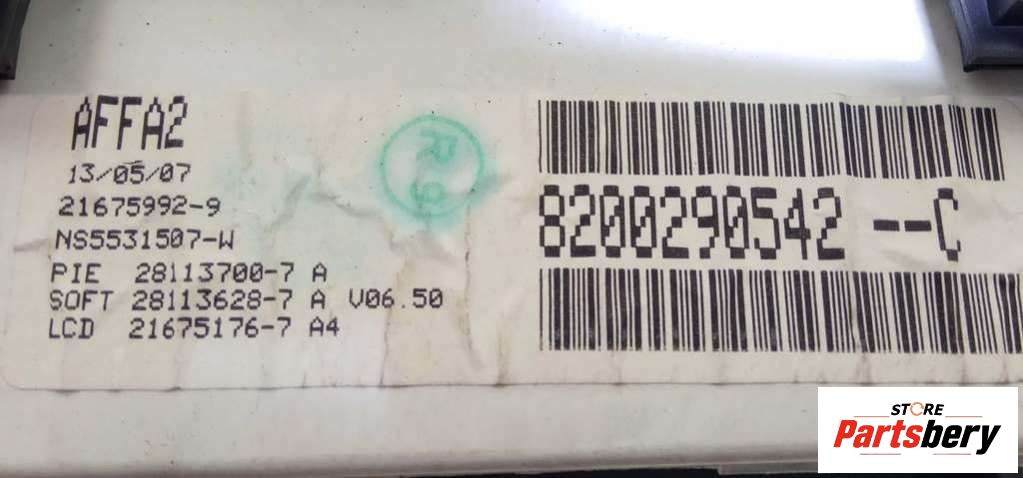 AFFA2
13/05/07
21675992-9
NS5531507-W
PIE 28113700-7 A
SOFT 28113628-7 A V06.50
LCD 21675176-7 A4
R9
8200290542 --C
STORE
Partsbery